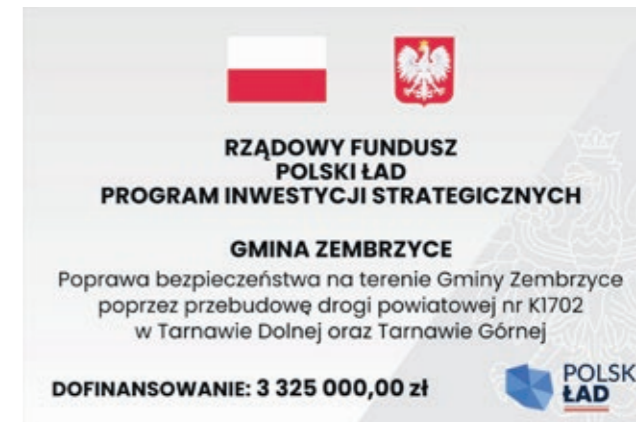 RZĄDOWY FUNDUSZ
POLSKI ŁAD
PROGRAM INWESTYCJI STRATEGICZNYCH
GMINA ZEMBRZYCE
Poprawa bezpieczeństwa na terenie Gminy Zembrzyce
poprzez przebudowę drogi powiatowej nr K1702
w Tarnawie Dolnej oraz Tarnawie Górnej
DOFINANSOWANIE: 3 325 000,00 zł
POLSK
ŁAD